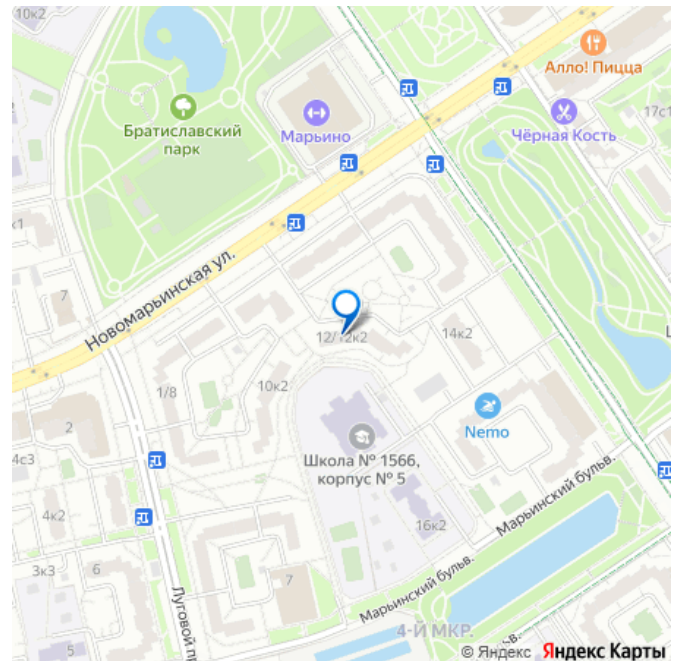 10к2
Алло! Пицца
Братиславский
парк
Марьино
Чёрная Кость
17с1
к1
Новомарьинская ул.
7
12/12к2
14к2
1/8
10к2
2
Nemo
4с3
Школа № 1566,
корпус № 5
Марьинский бульв.
4к2
16к2
3к3
6
7
Луговой п
Марьинский бульв.
5
4-Й МКР.
© Яндекс Яндекс Карты